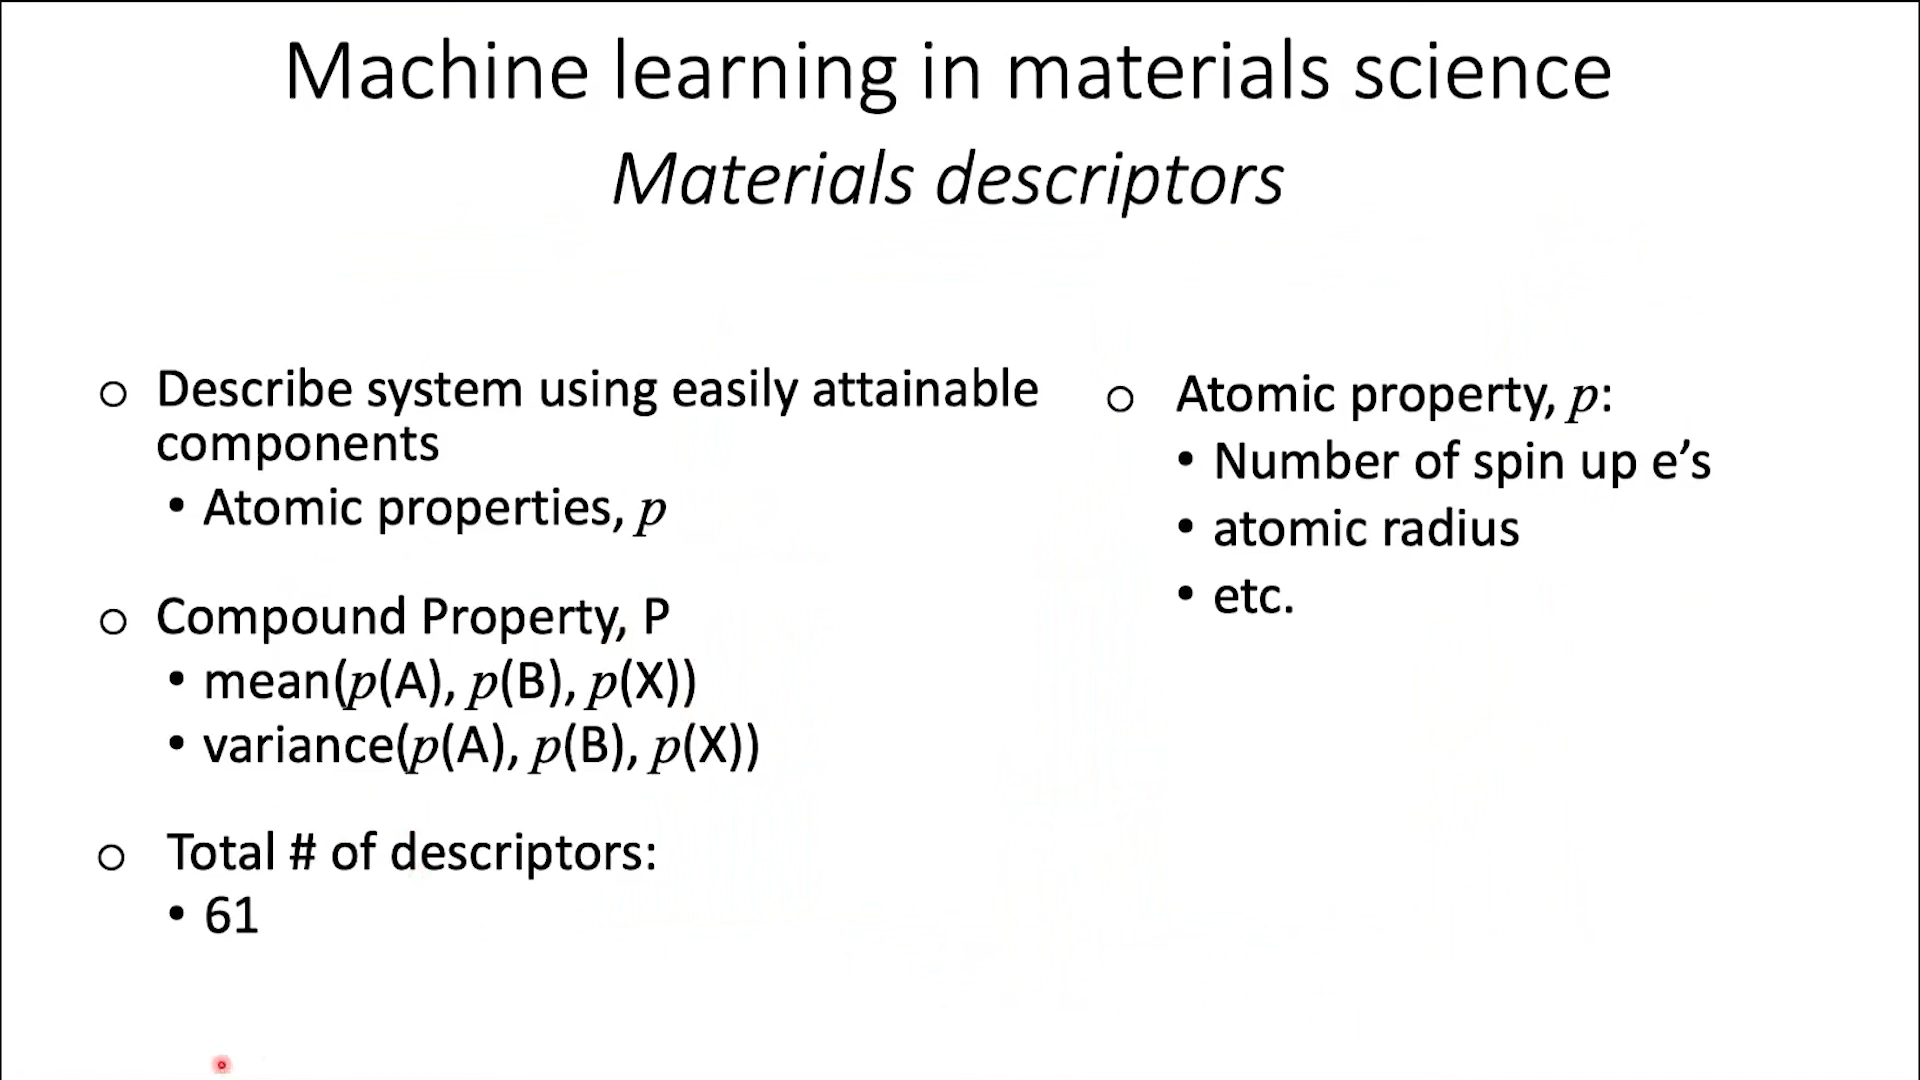 Machine learning in materials science
Materials descriptors
○ Describe system using easily attainable
components
• Atomic properties, p
○ Compound Property, P
• mean(p(A), p(B), p(X))
• variance(p(A), p(B), p(X))
○ Total # of descriptors:
• 61
○ Atomic property, p:
• Number of spin up e’s
• atomic radius
• etc.